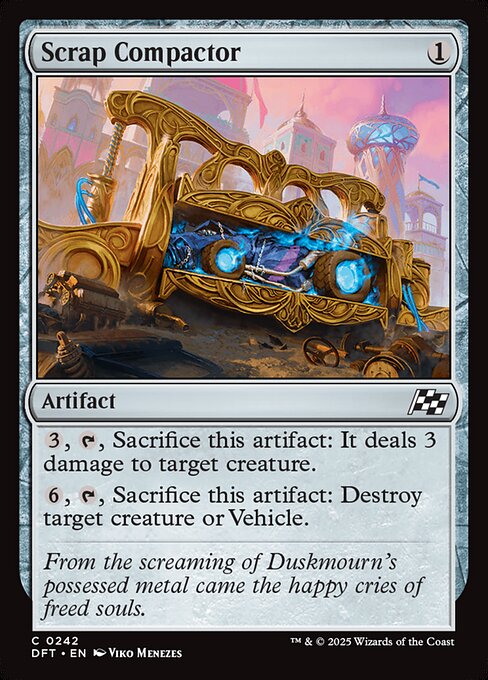 Scrap Compactor 1
Artifact
3, , Sacrifice this artifact: It deals 3
damage to target creature.
6, , Sacrifice this artifact: Destroy
target creature or Vehicle.
From the screaming of Duskmourn's
possessed metal came the happy cries of
freed souls.
C 0242
DFT • EN Viko Menezes
™ & © 2025 Wizards of the Coast